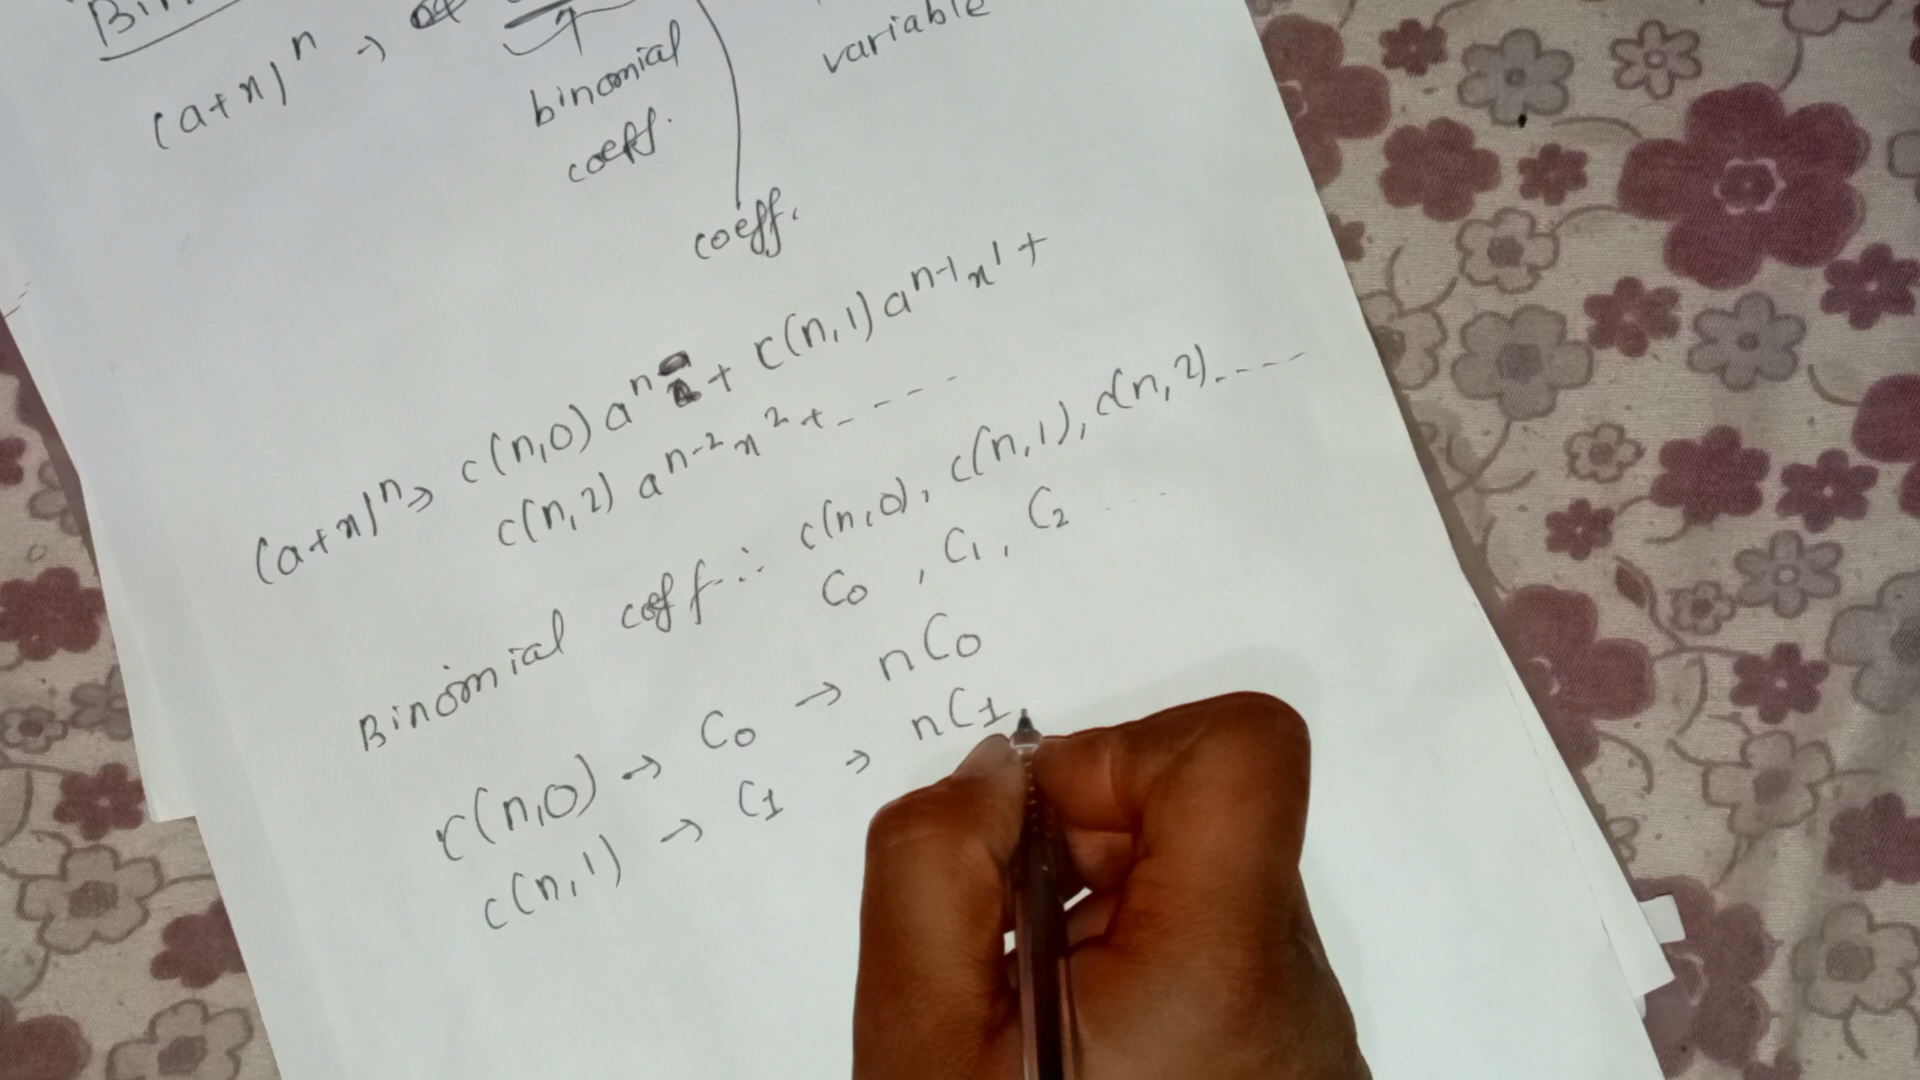 (a+x)^n →
binomial
coeff.
variable
coeff.
(a+x)^n → c(n,0) a^n + c(n,1) a^n-1 x^1 +
c(n,2) a^n-2 x^2 + - - - -
Binomial coeff.: c(n,0), c(n,1), c(n,2) - - - -
C₀ , C₁ , C₂ ....
c(n,0) → C₀ → nC₀
c(n,1) → C₁ → nC₁